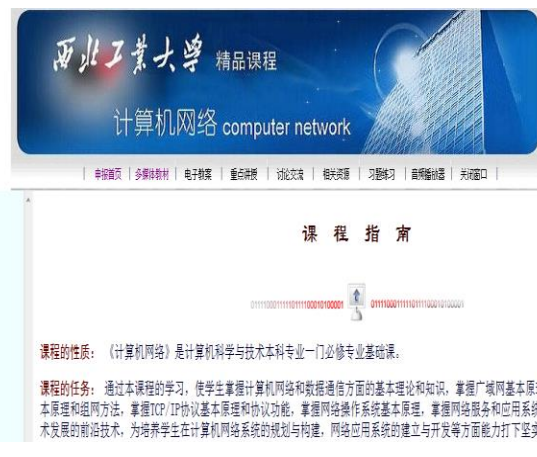 西北工业大学 精品课程
计算机网络 computer network
| 申报首页 | 多媒体教材 | 电子教案 | 重点讲授 | 讨论交流 | 相关资源 | 习题练习 | 音频播放器 | 关闭窗口 |
课 程 指 南
课程的性质: 《计算机网络》是计算机科学与技术本科专业一门必修专业基础课。
课程的任务: 通过本课程的学习,使学生掌握计算机网络和数据通信方面的基本理论和知识,掌握广域网基本原
本原理和组网方法,掌握TCP/IP协议基本原理和协议功能,掌握网络操作系统基本原理,掌握网络服务和应用系
术发展的前沿技术,为培养学生在计算机网络系统的规划与构建,网络应用系统的建立与开发等方面能力打下坚